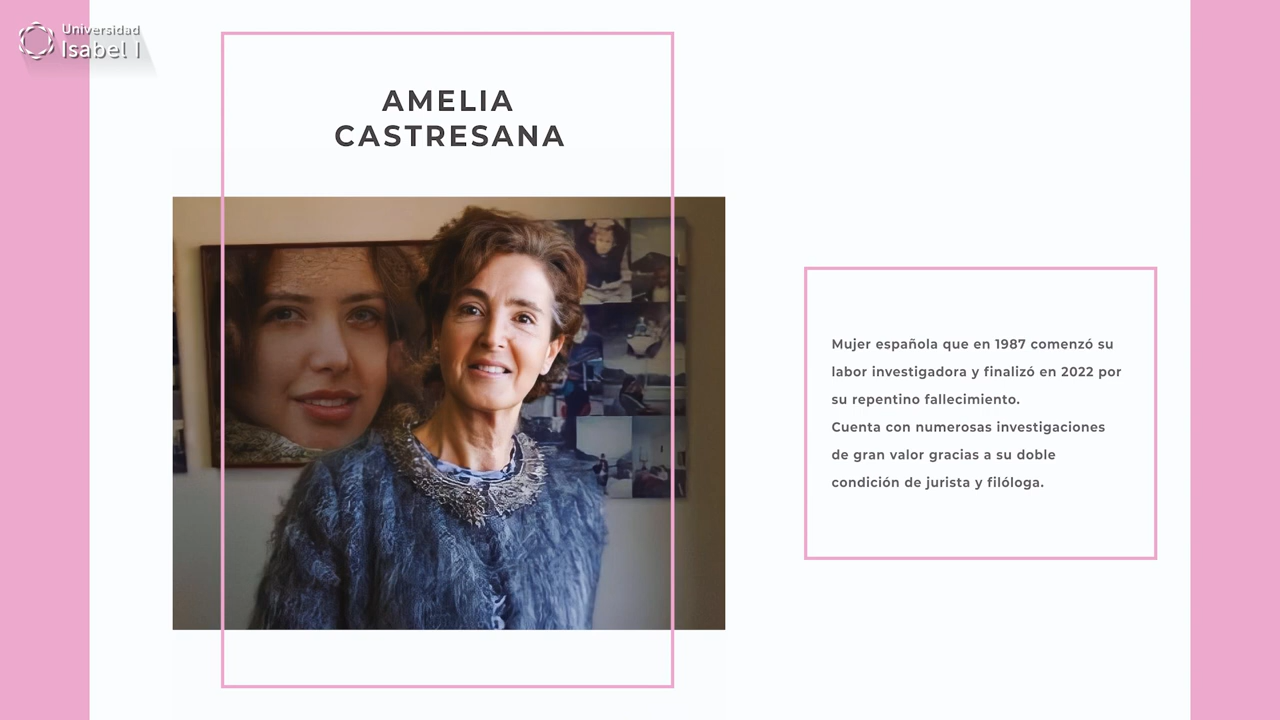 Universidad
Isabel I
AMELIA
CASTRESANA
Mujer española que en 1987 comenzó su
labor investigadora y finalizó en 2022 por
su repentino fallecimiento.
Cuenta con numerosas investigaciones
de gran valor gracias a su doble
condición de jurista y filóloga.